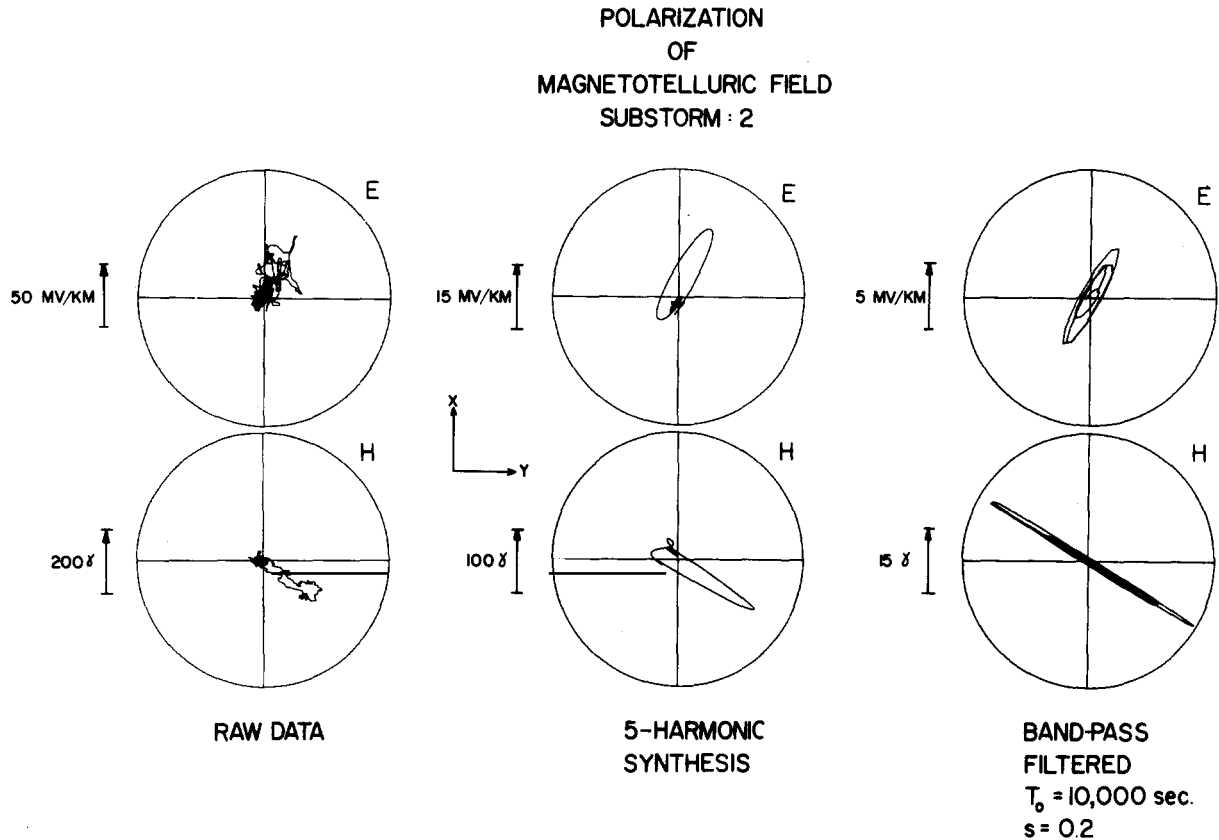 POLARIZATION
OF
MAGNETOTELLURIC FIELD
SUBSTORM : 2
E
E
E
50 MV/KM
15 MV/KM
5 MV/KM
X
Y
H
H
H
200 γ
100 γ
15 γ
RAW DATA
5-HARMONIC
SYNTHESIS
BAND-PASS
FILTERED
T₀ = 10,000 sec.
s = 0.2